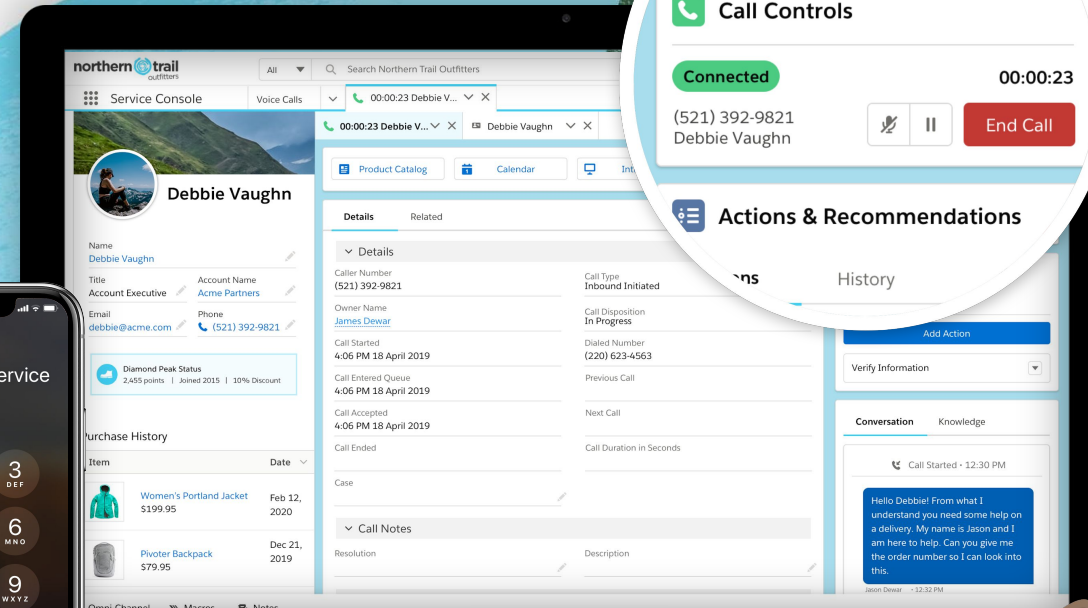 northern trail
outfitters
All
Search Northern Trail Outfitters
Service Console
Voice Calls
00:00:23 Debbie V...
00:00:23 Debbie V...
Debbie Vaughn
Debbie Vaughn
Name
Debbie Vaughn
Title
Account Executive
Account Name
Acme Partners
Email
debbie@acme.com
Phone
(521) 392-9821
Diamond Peak Status
2,455 points | Joined 2015 | 10% Discount
Purchase History
Item
Date
Women's Portland Jacket
$199.95
Feb 12,
2020
Pivoter Backpack
$79.95
Dec 21,
2019
Omni Channel
Macros
Notes
Product Catalog
Calendar
Details
Related
Details
Caller Number
(521) 392-9821
Call Type
Inbound Initiated
Owner Name
James Dewar
Call Disposition
In Progress
Call Started
4:06 PM 18 April 2019
Dialed Number
(220) 623-4563
Call Entered Queue
4:06 PM 18 April 2019
Previous Call
Call Accepted
4:06 PM 18 April 2019
Next Call
Call Ended
Call Duration in Seconds
Case
Call Notes
Resolution
Description
Call Controls
Connected
00:00:23
(521) 392-9821
Debbie Vaughn
End Call
Actions & Recommendations
History
Add Action
Verify Information
Conversation
Knowledge
Call Started • 12:30 PM
Hello Debbie! From what I
understand you need some help on
a delivery. My name is Jason and I
am here to help. Can you give me
the order number so I can look into
this.
Jason Dewar • 12:32 PM
ervice
3
DEF
6
MNO
9
WXYZ